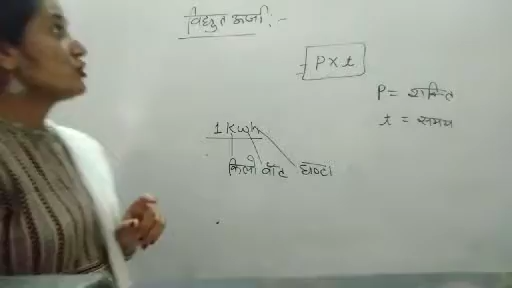 विद्युत ऊर्जा :-
= P x t
P = शक्ति
t = समय
1 Kwh
किलो वॉट घण्टा